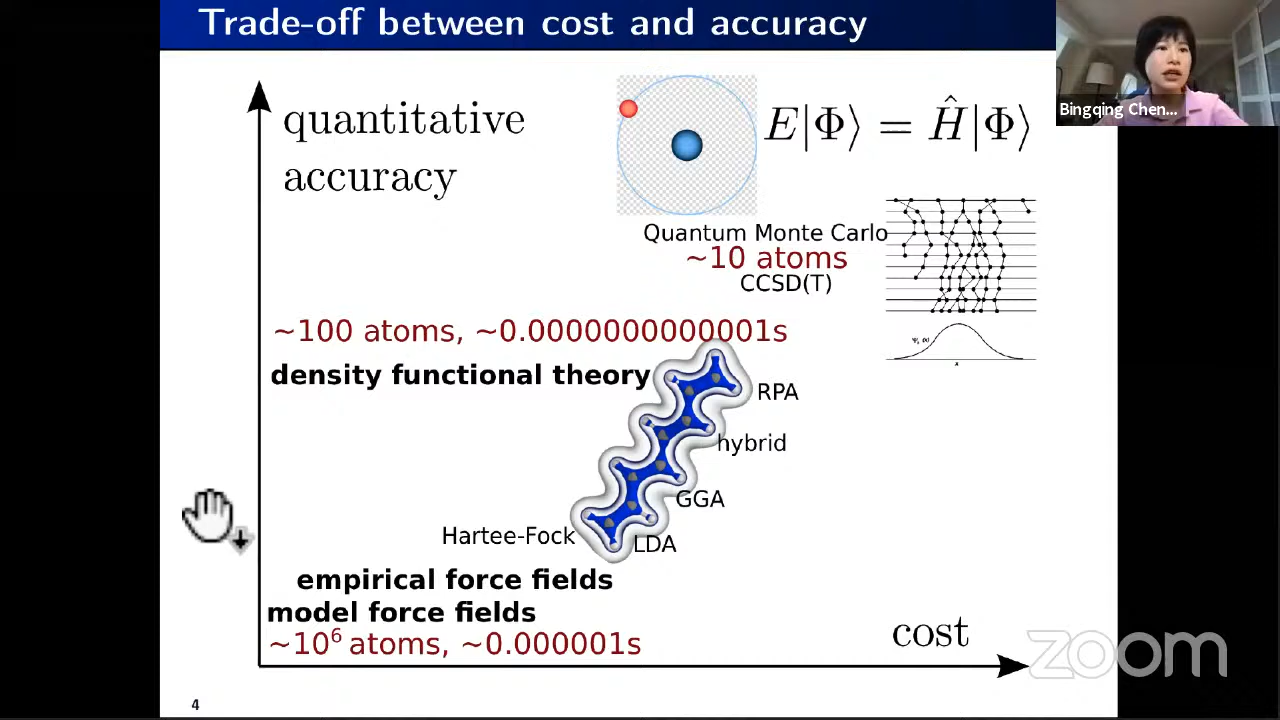 Trade-off between cost and accuracy
Bingqing Chen...
quantitative
accuracy
E|Φ⟩ = Ĥ|Φ⟩
Quantum Monte Carlo
~10 atoms
CCSD(T)
~100 atoms, ~0.0000000000001s
density functional theory
RPA
hybrid
GGA
Hartee-Fock
LDA
empirical force fields
model force fields
~10⁶ atoms, ~0.000001s
cost
zoom
4